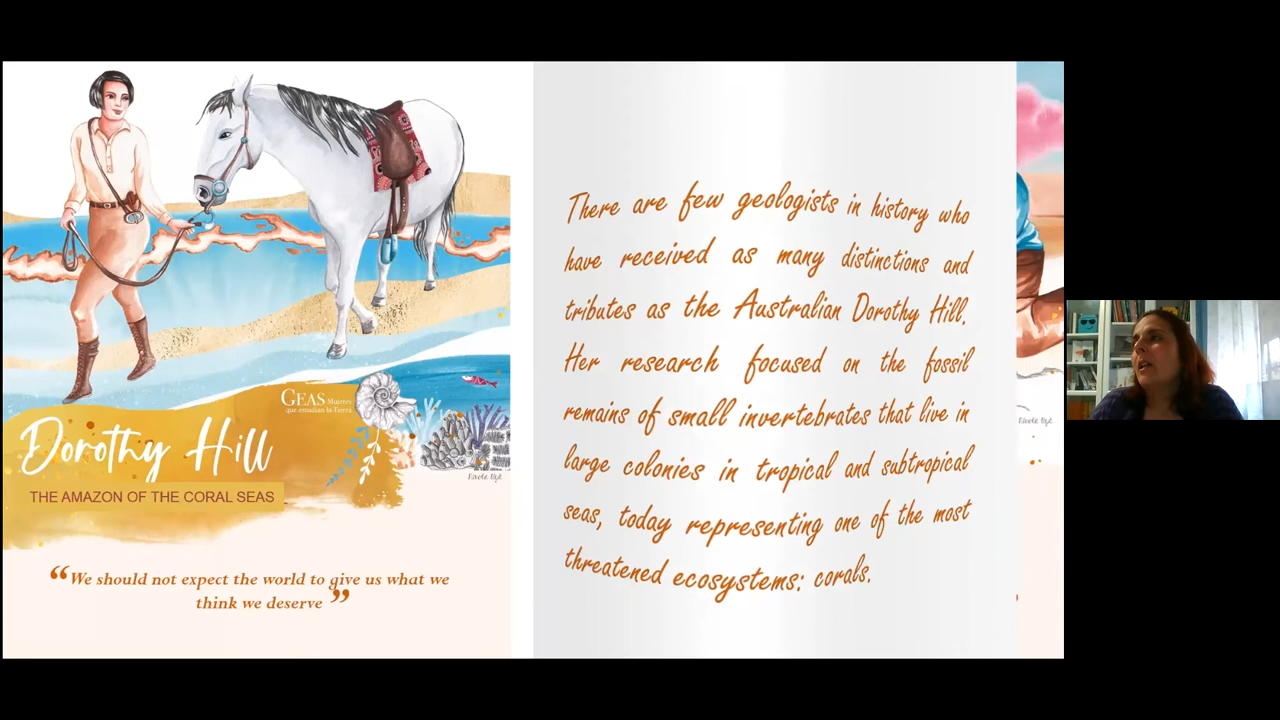 GEAS Mujeres
que estudian la Tierra
Dorothy Hill
THE AMAZON OF THE CORAL SEAS
“We should not expect the world to give us what we
think we deserve”
There are few geologists in history who
have received as many distinctions and
tributes as the Australian Dorothy Hill.
Her research focused on the fossil
remains of small invertebrates that live in
large colonies in tropical and subtropical
seas, today representing one of the most
threatened ecosystems: corals.